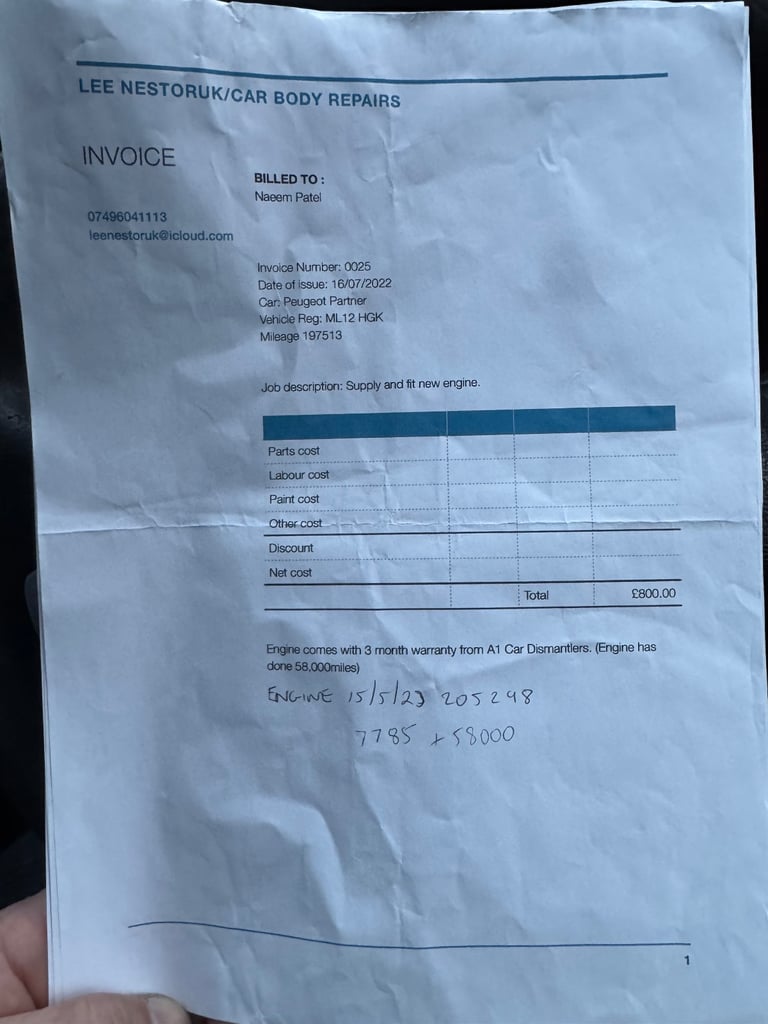 LEE NESTORUK/CAR BODY REPAIRS
INVOICE
BILLED TO :
Naeem Patel
07496041113
leenestoruk@icloud.com
Invoice Number: 0025
Date of issue: 16/07/2022
Car: Peugeot Partner
Vehicle Reg: ML12 HGK
Mileage 197513
Job description: Supply and fit new engine.
Parts cost
Labour cost
Paint cost
Other cost
Discount
Net cost
Total £800.00
Engine comes with 3 month warranty from A1 Car Dismantlers. (Engine has
done 58,000miles)
ENGINE 15/5/23 205298
7785 + 58000
1